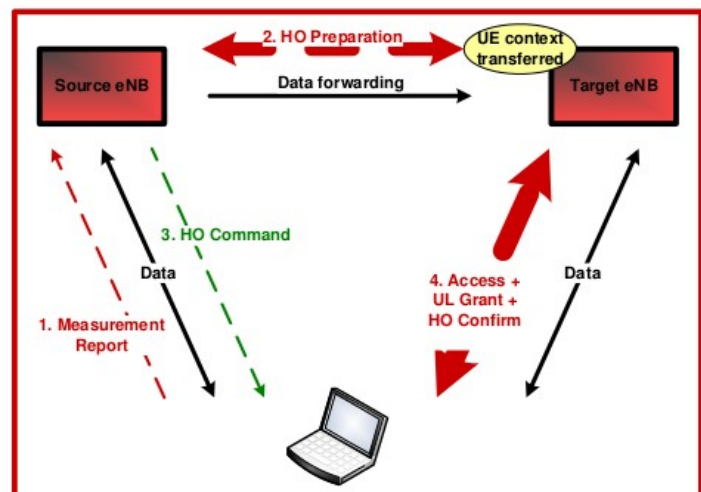 2. HO Preparation
UE context
transferred
Source eNB
Data forwarding
Target eNB
3. HO Command
Data
1. Measurement
Report
4. Access +
UL Grant +
HO Confirm
Data